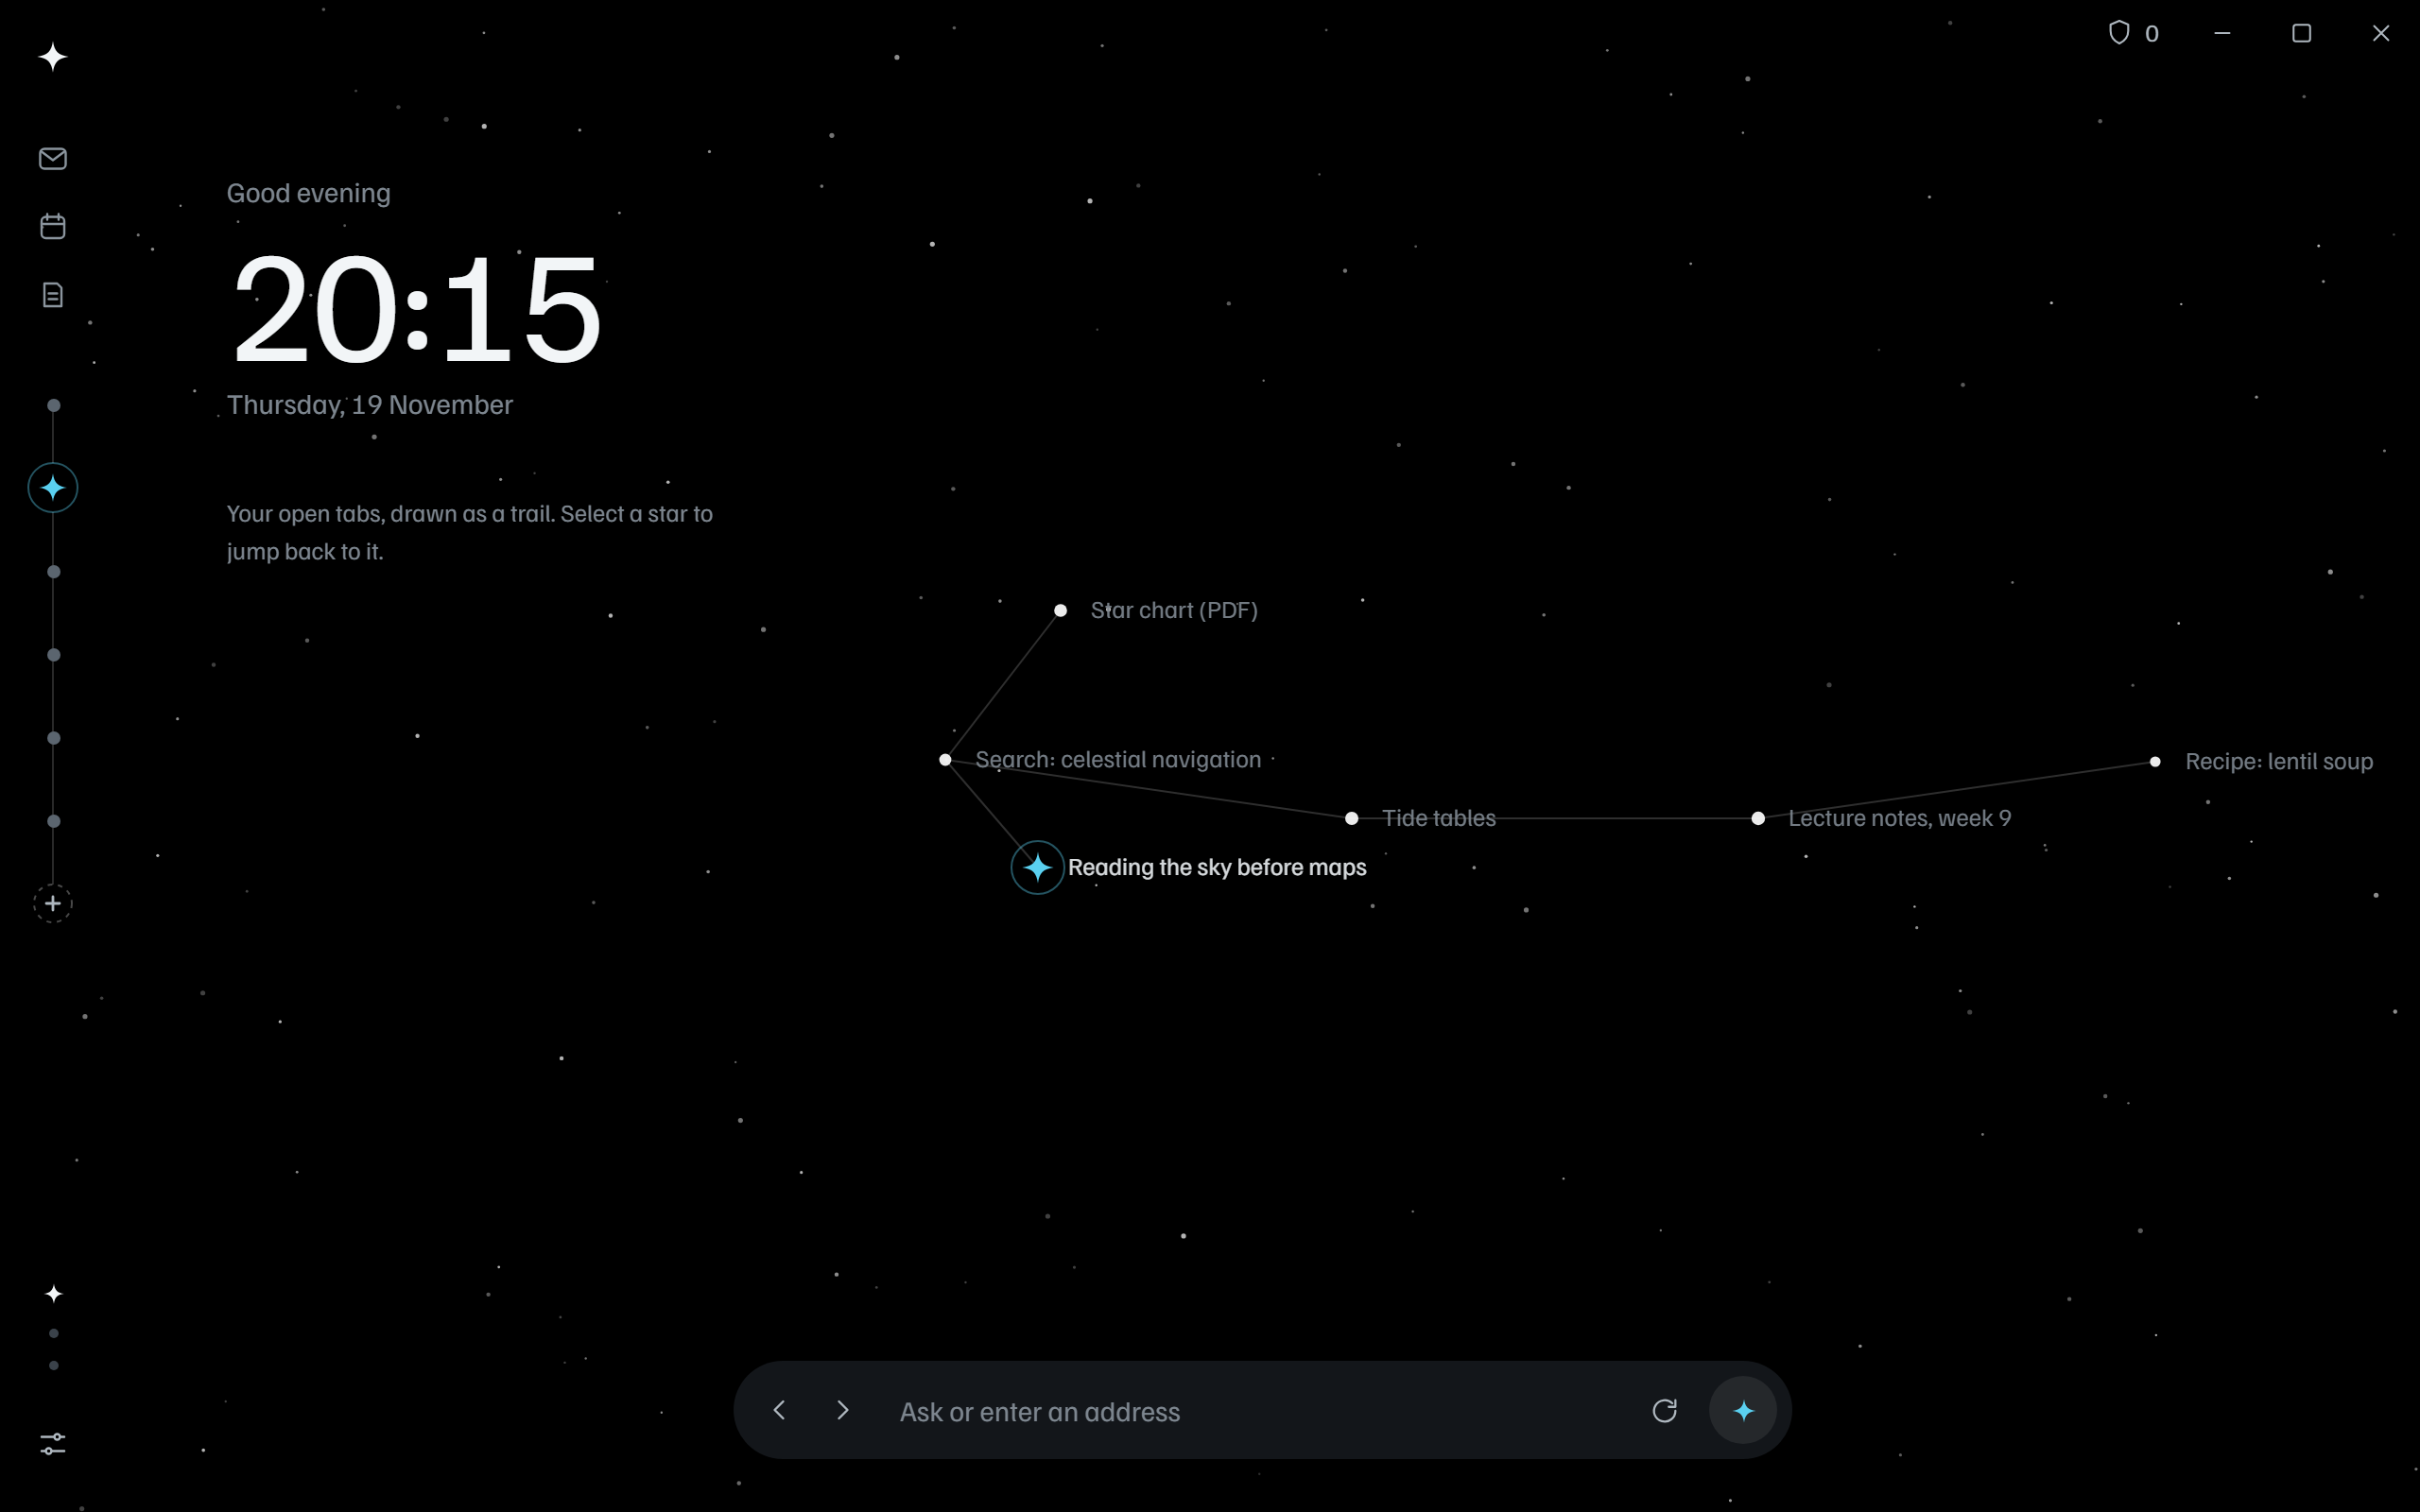 0
Good evening
20:15
Thursday, 19 November
Your open tabs, drawn as a trail. Select a star to
jump back to it.
Star chart (PDF)
Search: celestial navigation
Recipe: lentil soup
Tide tables
Lecture notes, week 9
Reading the sky before maps
Ask or enter an address